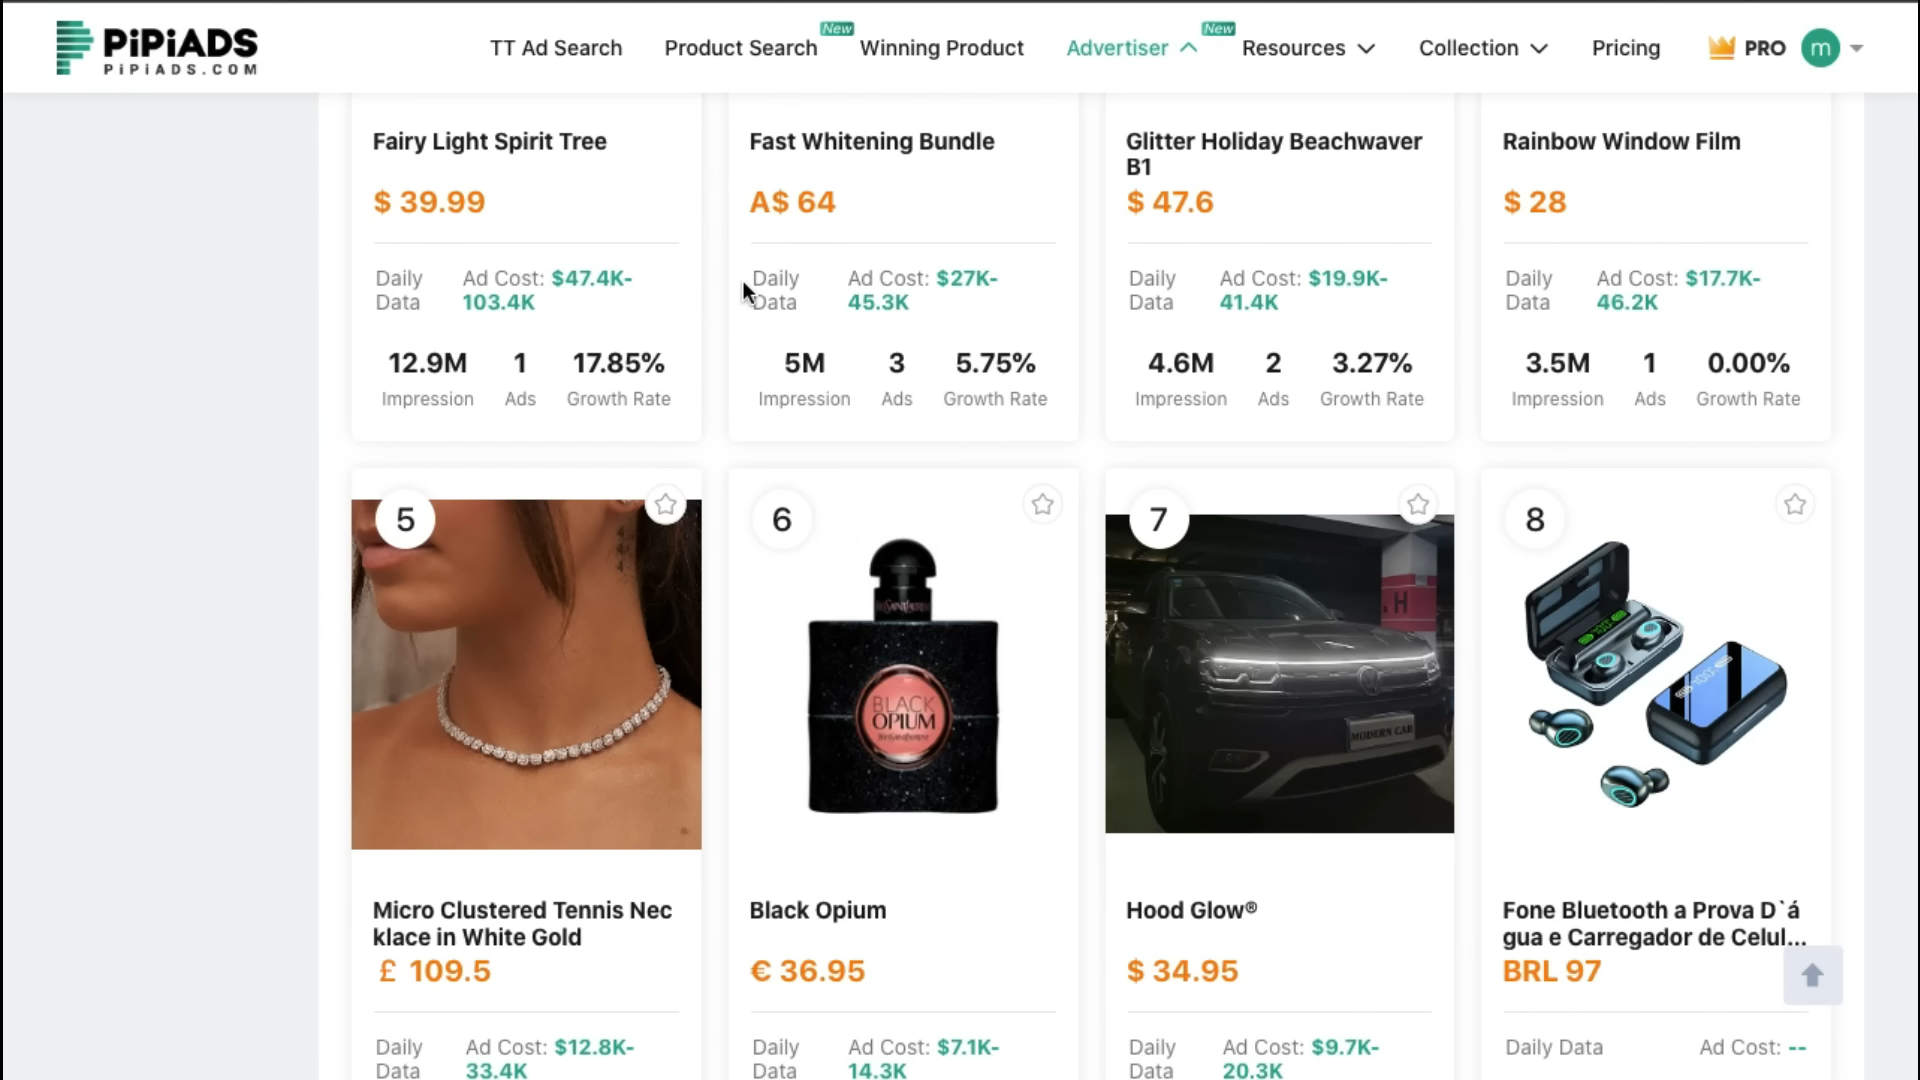 PiPiADS
PiPiADS.COM
TT Ad Search
Product Search
New
Winning Product
Advertiser
New
Resources
Collection
Pricing
PRO
m
Fairy Light Spirit Tree
$ 39.99
Daily
Data
Ad Cost: $47.4K-
103.4K
12.9M
1
17.85%
Impression
Ads
Growth Rate
Fast Whitening Bundle
A$ 64
Daily
Data
Ad Cost: $27K-
45.3K
5M
3
5.75%
Impression
Ads
Growth Rate
Glitter Holiday Beachwaver
B1
$ 47.6
Daily
Data
Ad Cost: $19.9K-
41.4K
4.6M
2
3.27%
Impression
Ads
Growth Rate
Rainbow Window Film
$ 28
Daily
Data
Ad Cost: $17.7K-
46.2K
3.5M
1
0.00%
Impression
Ads
Growth Rate
5
Micro Clustered Tennis Nec
klace in White Gold
£ 109.5
Daily
Data
Ad Cost: $12.8K-
33.4K
6
BLACK
OPIUM
Black Opium
€ 36.95
Daily
Data
Ad Cost: $7.1K-
14.3K
7
.H
MODERN CAR
Hood Glow®
$ 34.95
Daily
Data
Ad Cost: $9.7K-
20.3K
8
Fone Bluetooth a Prova D`á
gua e Carregador de Celul...
BRL 97
Daily Data
Ad Cost: --